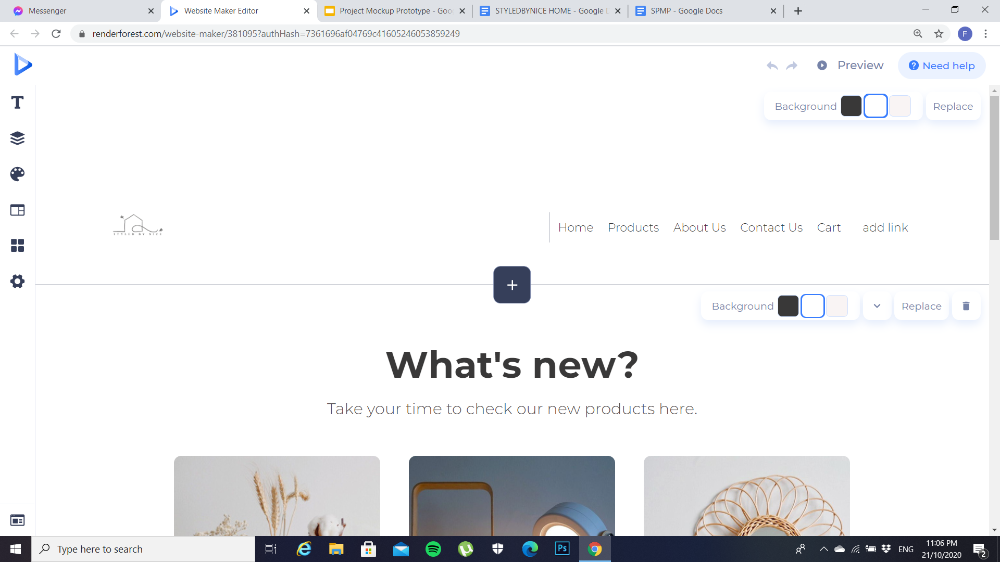 Messenger
Website Maker Editor
Project Mockup Prototype - Goo
STYLEDBYNICE HOME - Google D
SPMP - Google Docs
renderforest.com/website-maker/381095?authHash=7361696af04769c41605246053859249
F
Preview
? Need help
T
Background
Replace
STYLED BY NICE
Home Products About Us Contact Us Cart add link
+
Background
Replace
What's new?
Take your time to check our new products here.
Type here to search
Ps
ENG
11:06 PM
21/10/2020
2